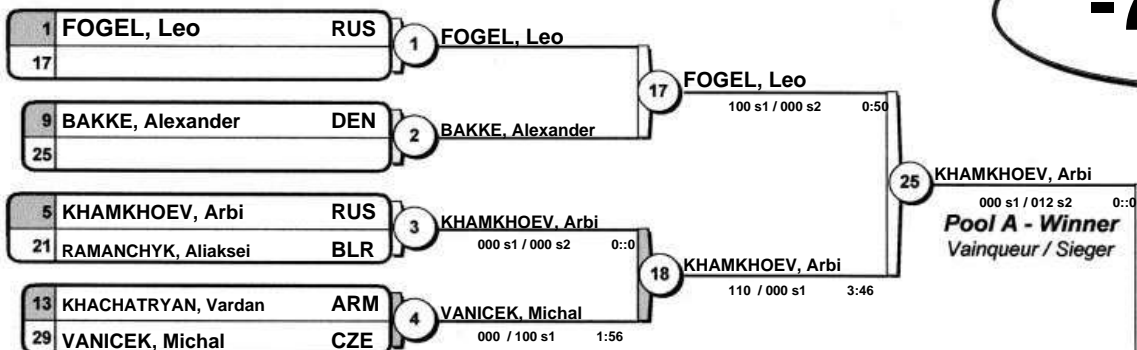 1 FOGEL, Leo RUS
17
1
FOGEL, Leo
9 BAKKE, Alexander DEN
25
2
BAKKE, Alexander
17
FOGEL, Leo
100 s1 / 000 s2 0:50
5 KHAMKHOEV, Arbi RUS
21 RAMANCHYK, Aliaksei BLR
3
KHAMKHOEV, Arbi
000 s1 / 000 s2 0::0
13 KHACHATRYAN, Vardan ARM
29 VANICEK, Michal CZE
4
VANICEK, Michal
000 / 100 s1 1:56
18
KHAMKHOEV, Arbi
110 / 000 s1 3:46
25
KHAMKHOEV, Arbi
000 s1 / 012 s2 0::0
Pool A - Winner
Vainqueur / Sieger